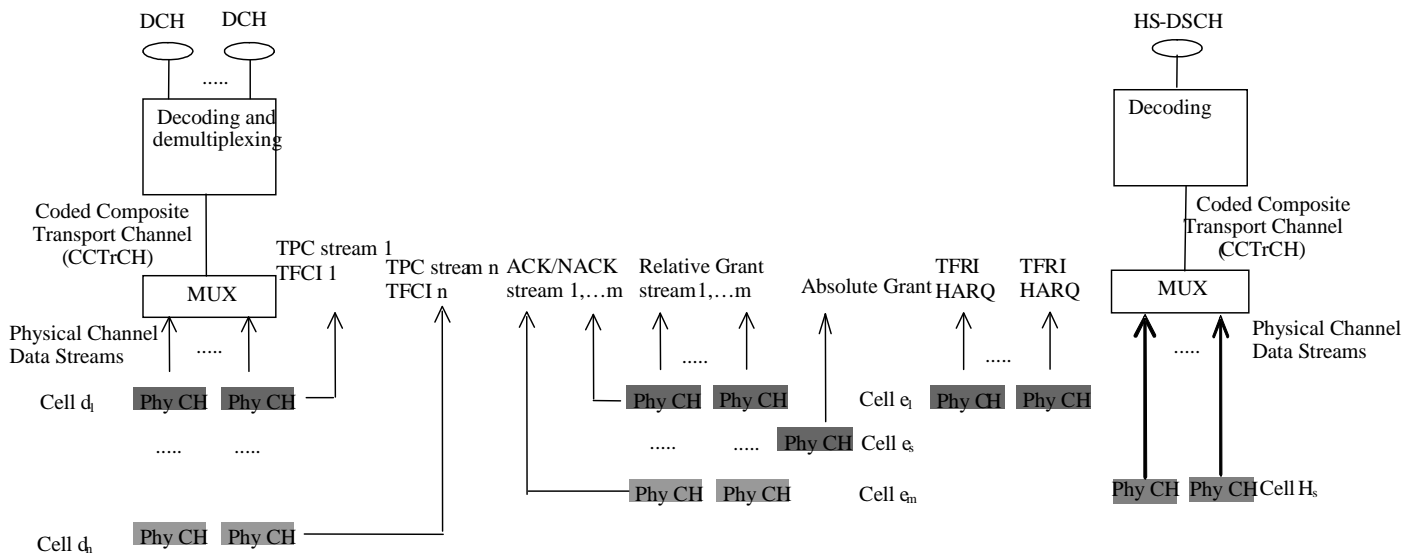 DCH
DCH
HS-DSCH
.....
Decoding and
demultiplexing
Decoding
Coded Composite
Transport Channel
(CCTrCH)
Coded Composite
Transport Channel
(CCTrCH)
TPC stream 1
TFCI 1
TPC stream n
TFCI n
ACK/NACK
stream 1,…m
Relative Grant
stream1,…m
Absolute Grant
TFRI
HARQ
TFRI
HARQ
MUX
MUX
Physical Channel
Data Streams
.....
.....
.....
.....
Physical Channel
Data Streams
Cell d1
Phy CH
Phy CH
Phy CH
Phy CH
Cell e1
Phy CH
Phy CH
.....
.....
.....
.....
Phy CH
Cell es
Phy CH
Phy CH
Cell em
Phy CH
Phy CH
Cell Hs
Cell dn
Phy CH
Phy CH